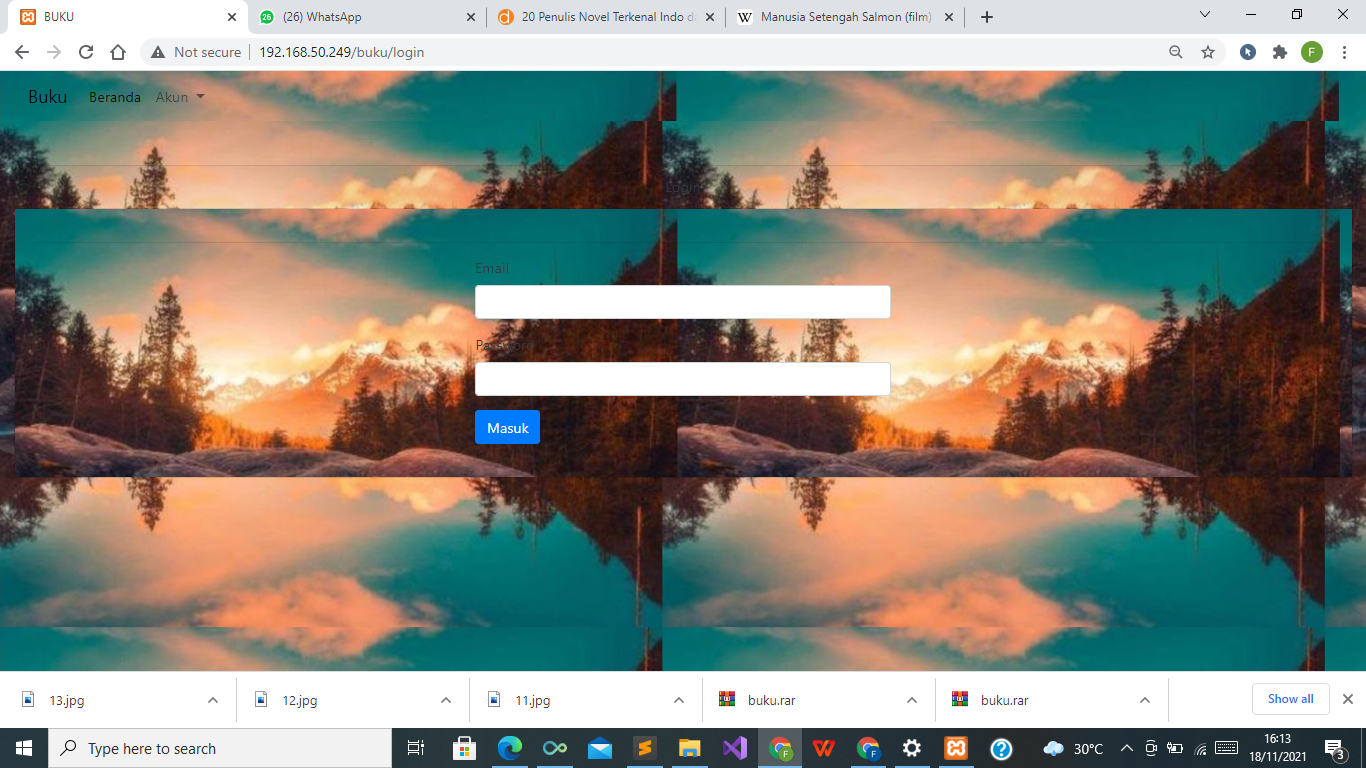 BUKU
(26) WhatsApp
20 Penulis Novel Terkenal Indo d
Manusia Setengah Salmon (film)
Not secure
192.168.50.249/buku/login
F
Buku Beranda Akun
Login
Email
Password
Masuk
13.jpg
12.jpg
11.jpg
buku.rar
buku.rar
Show all
Type here to search
30°C
16:13
18/11/2021
3